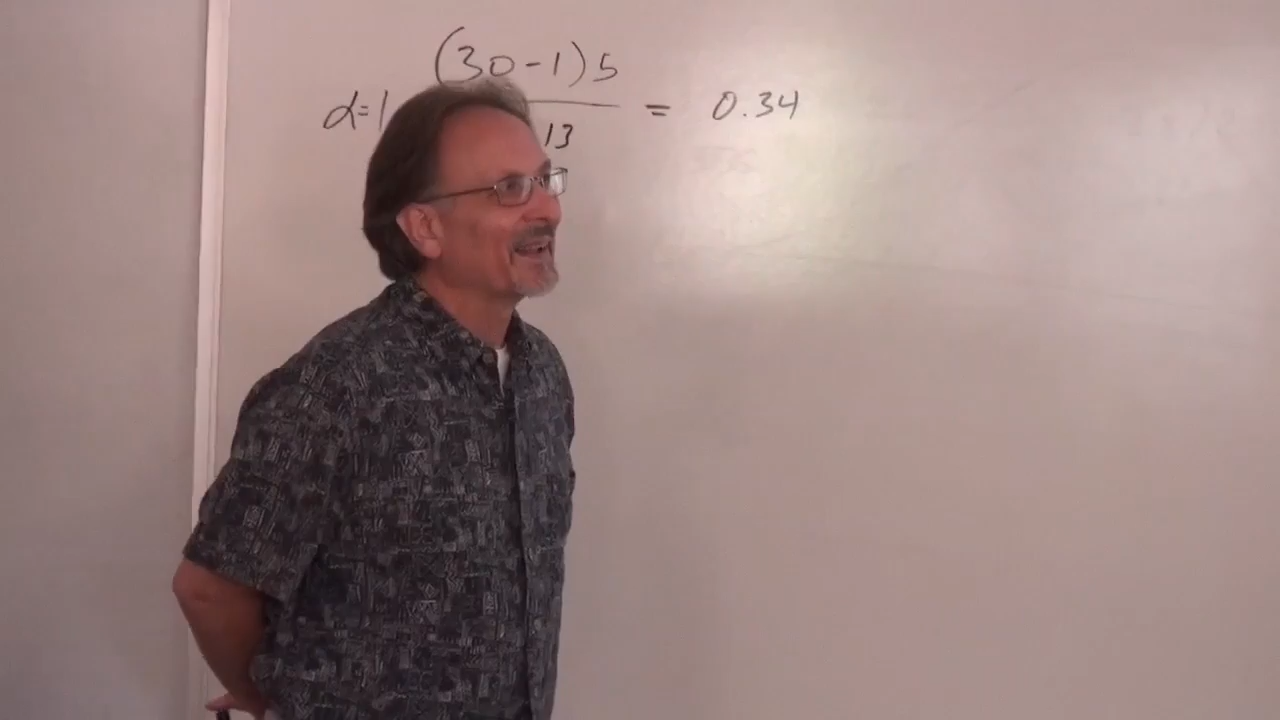 (30-1)5
α=1 = 0.34
13